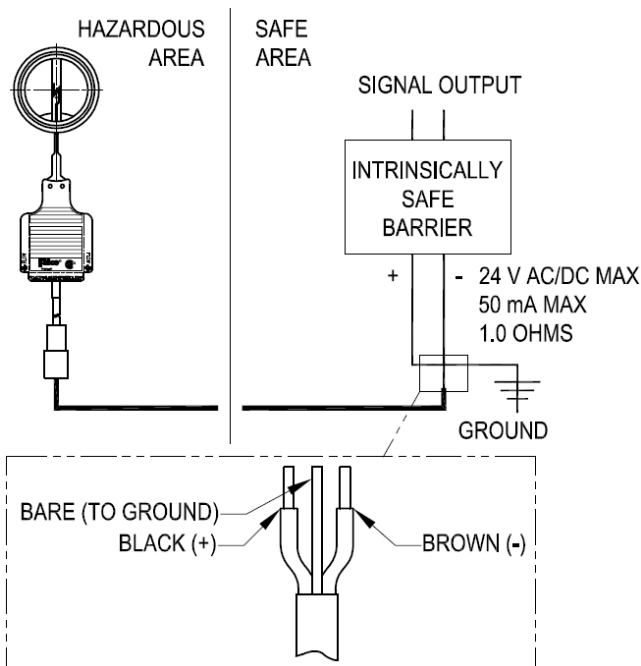 HAZARDOUS
AREA
SAFE
AREA
SIGNAL OUTPUT
INTRINSICALLY
SAFE
BARRIER
+
- 24 V AC/DC MAX
50 mA MAX
1.0 OHMS
GROUND
BARE (TO GROUND)
BLACK (+)
BROWN (-)